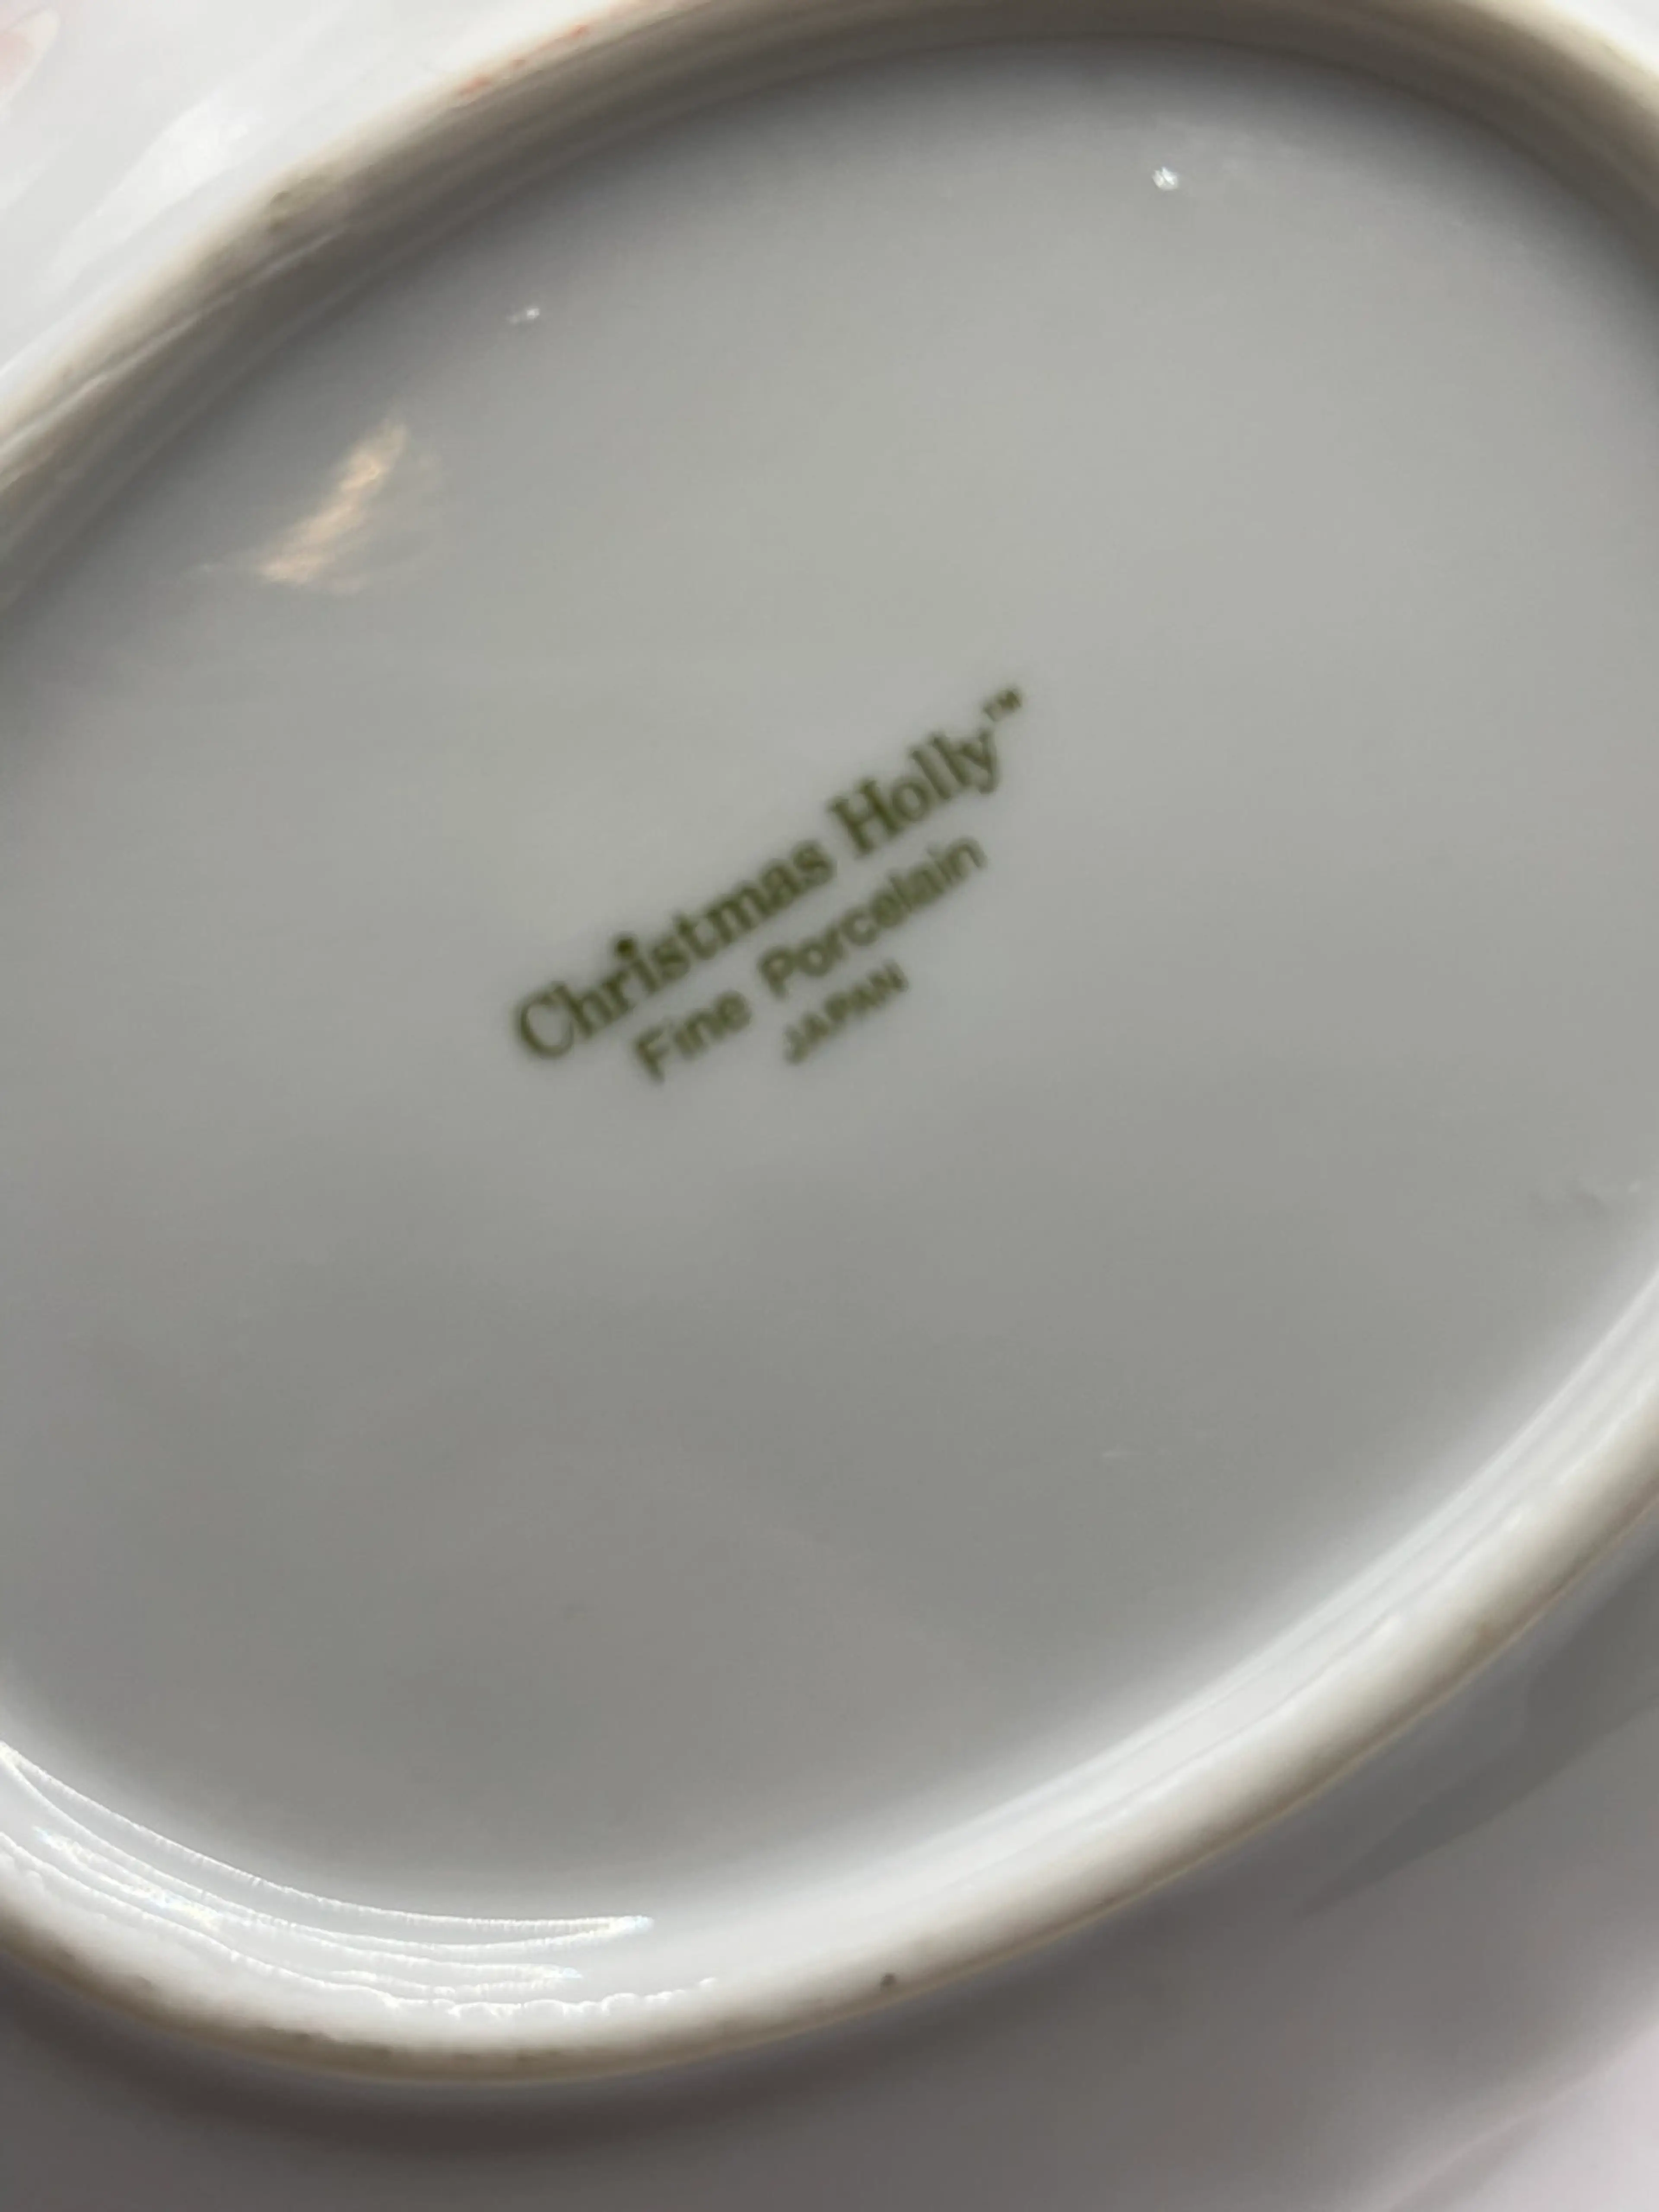 Christmas Holly™
Fine Porcelain
JAPAN